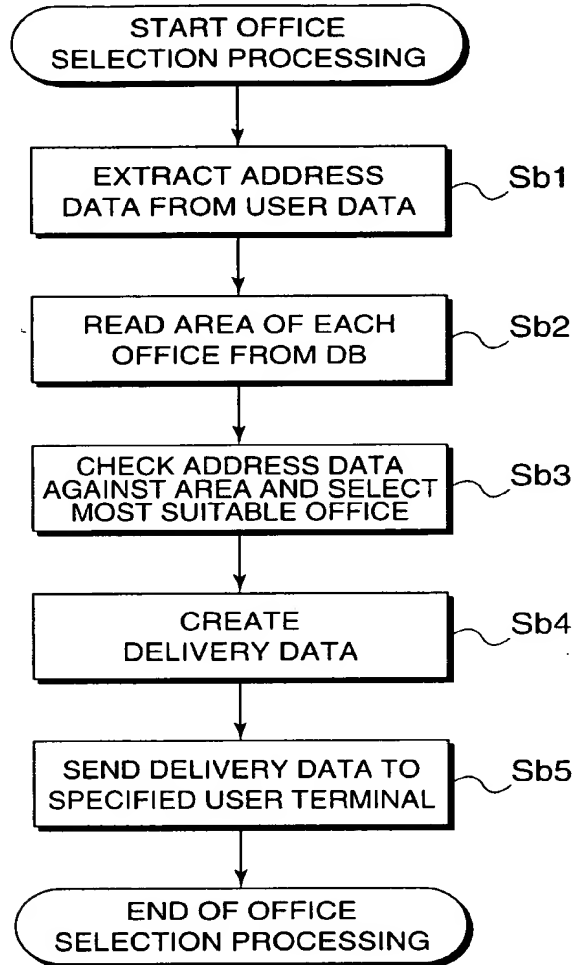 START OFFICE
SELECTION PROCESSING
EXTRACT ADDRESS
DATA FROM USER DATA
Sb1
READ AREA OF EACH
OFFICE FROM DB
Sb2
CHECK ADDRESS DATA
AGAINST AREA AND SELECT
MOST SUITABLE OFFICE
Sb3
CREATE
DELIVERY DATA
Sb4
SEND DELIVERY DATA TO
SPECIFIED USER TERMINAL
Sb5
END OF OFFICE
SELECTION PROCESSING